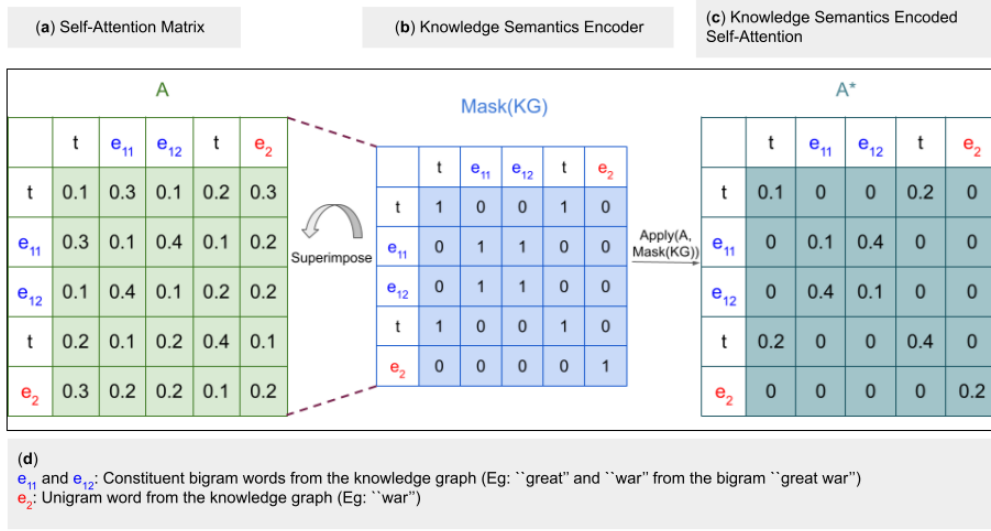 (a) Self-Attention Matrix
(b) Knowledge Semantics Encoder
(c) Knowledge Semantics Encoded
Self-Attention
A
t e11 e12 t e2
t 0.1 0.3 0.1 0.2 0.3
e11 0.3 0.1 0.4 0.1 0.2
e12 0.1 0.4 0.1 0.2 0.2
t 0.2 0.1 0.2 0.4 0.1
e2 0.3 0.2 0.2 0.1 0.2
Superimpose
Mask(KG)
t e11 e12 t e2
t 1 0 0 1 0
e11 0 1 1 0 0
e12 0 1 1 0 0
t 1 0 0 1 0
e2 0 0 0 0 1
Apply(A,
Mask(KG))
A*
t e11 e12 t e2
t 0.1 0 0 0.2 0
e11 0 0.1 0.4 0 0
e12 0 0.4 0.1 0 0
t 0.2 0 0 0.4 0
e2 0 0 0 0 0.2
(d)
e11 and e12: Constituent bigram words from the knowledge graph (Eg: ``great” and ``war” from the bigram ``great war”)
e2: Unigram word from the knowledge graph (Eg: ``war”)